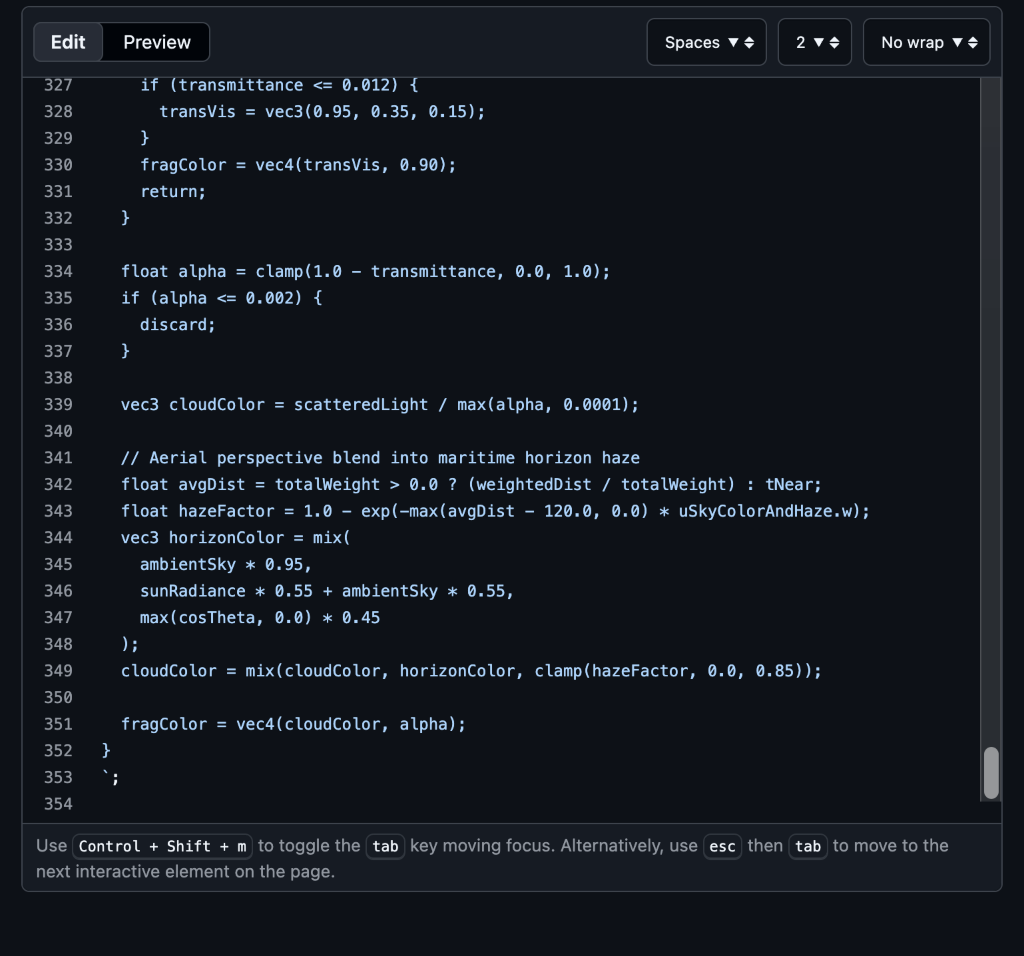 Edit Preview Spaces 2 No wrap
327 if (transmittance <= 0.012) {
328 transVis = vec3(0.95, 0.35, 0.15);
329 }
330 fragColor = vec4(transVis, 0.90);
331 return;
332 }
333
334 float alpha = clamp(1.0 - transmittance, 0.0, 1.0);
335 if (alpha <= 0.002) {
336 discard;
337 }
338
339 vec3 cloudColor = scatteredLight / max(alpha, 0.0001);
340
341 // Aerial perspective blend into maritime horizon haze
342 float avgDist = totalWeight > 0.0 ? (weightedDist / totalWeight) : tNear;
343 float hazeFactor = 1.0 - exp(-max(avgDist - 120.0, 0.0) * uSkyColorAndHaze.w);
344 vec3 horizonColor = mix(
345 ambientSky * 0.95,
346 sunRadiance * 0.55 + ambientSky * 0.55,
347 max(cosTheta, 0.0) * 0.45
348 );
349 cloudColor = mix(cloudColor, horizonColor, clamp(hazeFactor, 0.0, 0.85));
350
351 fragColor = vec4(cloudColor, alpha);
352 }
353 `;
354
Use Control + Shift + m to toggle the tab key moving focus. Alternatively, use esc then tab to move to the
next interactive element on the page.